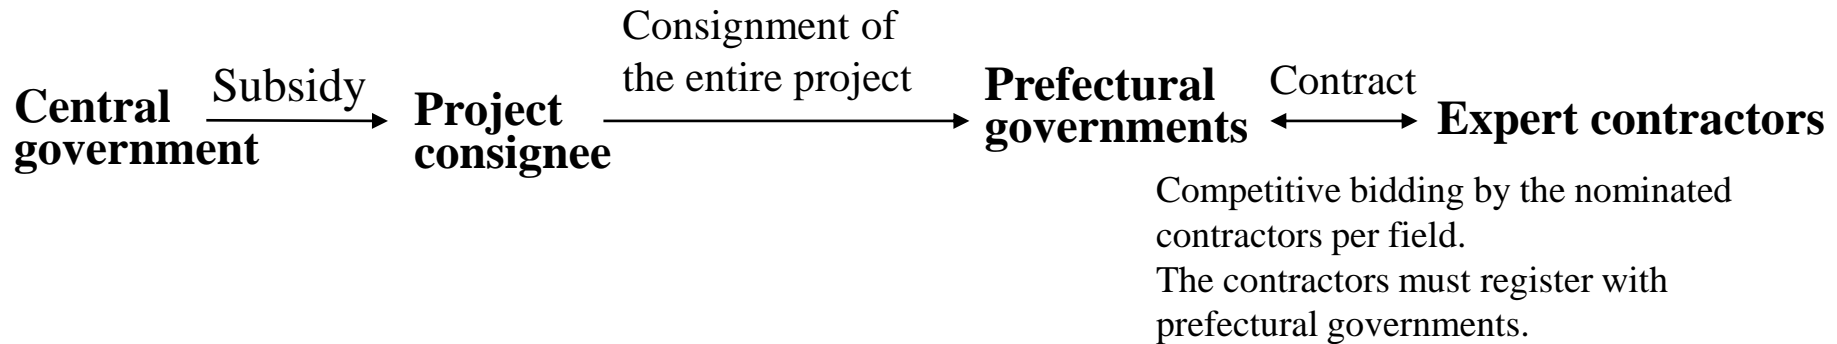 Central
government
Subsidy
Project
consignee
Consignment of
the entire project
Prefectural
governments
Contract
Expert contractors
Competitive bidding by the nominated
contractors per field.
The contractors must register with
prefectural governments.